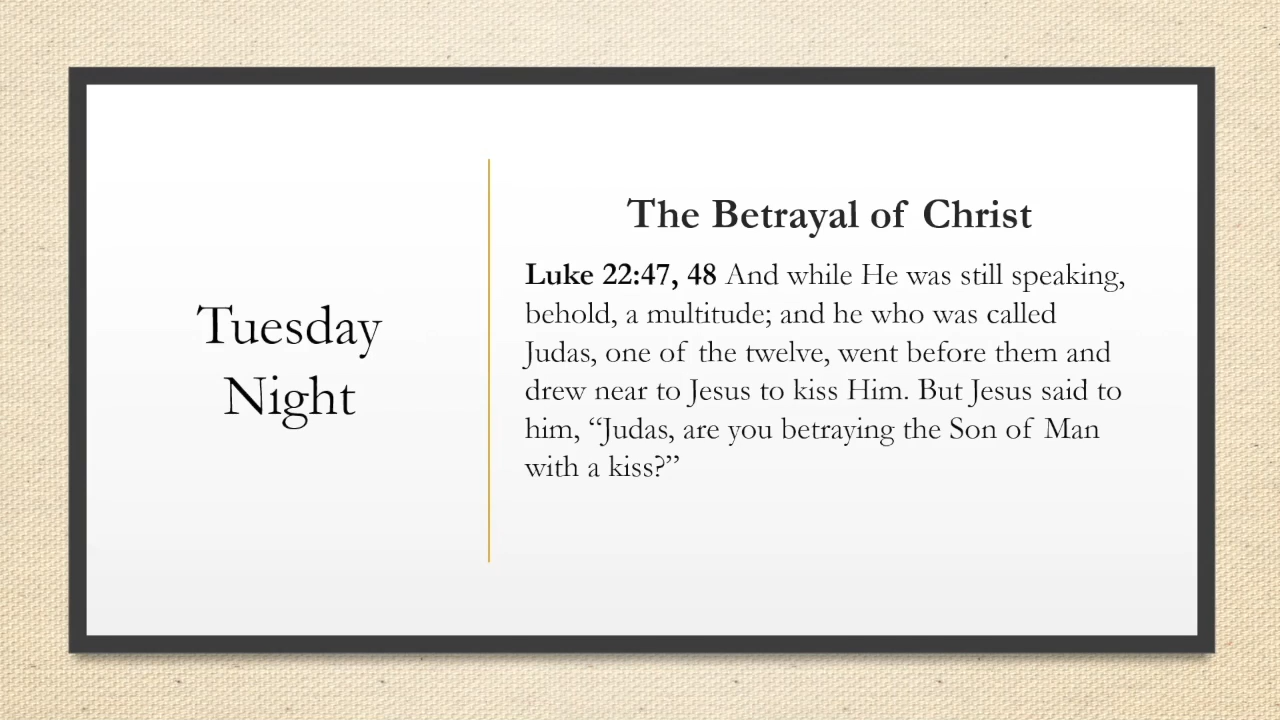 Tuesday
Night
The Betrayal of Christ
Luke 22:47, 48 And while He was still speaking,
behold, a multitude; and he who was called
Judas, one of the twelve, went before them and
drew near to Jesus to kiss Him. But Jesus said to
him, “Judas, are you betraying the Son of Man
with a kiss?”